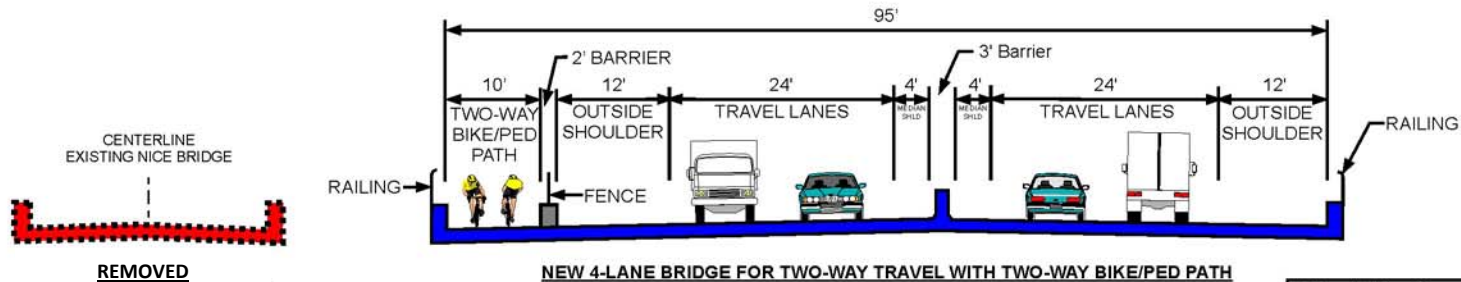 95'
2' BARRIER
3' Barrier
10'
12'
24'
4'
4'
24'
12'
TWO-WAY
BIKE/PED
PATH
OUTSIDE
SHOULDER
TRAVEL LANES
MEDIAN
SHLD
MEDIAN
SHLD
TRAVEL LANES
OUTSIDE
SHOULDER
CENTERLINE
EXISTING NICE BRIDGE
RAILING
FENCE
RAILING
REMOVED
NEW 4-LANE BRIDGE FOR TWO-WAY TRAVEL WITH TWO-WAY BIKE/PED PATH